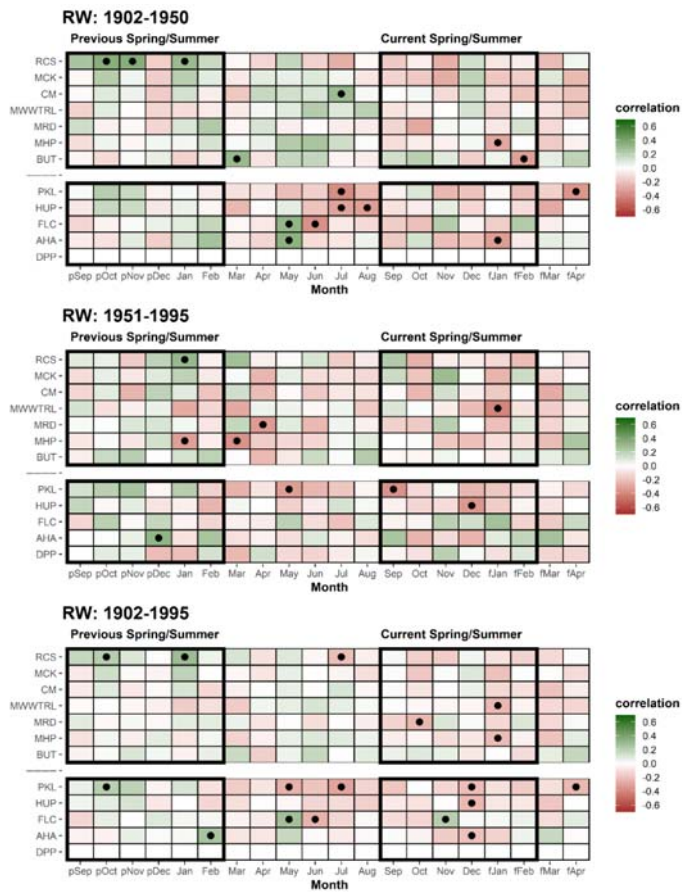 RW: 1902-1950
Previous Spring/Summer Current Spring/Summer
RCS
MCK
CM
MWWTRL
MRD
MHP
BUT
PKL
HUP
FLC
AHA
DPP
pSep pOct pNov pDec Jan Feb Mar Apr May Jun Jul Aug Sep Oct Nov Dec fJan fFeb fMar fApr
Month
correlation
0.6
0.4
0.2
0.0
-0.2
-0.4
-0.6
RW: 1951-1995
Previous Spring/Summer Current Spring/Summer
RCS
MCK
CM
MWWTRL
MRD
MHP
BUT
PKL
HUP
FLC
AHA
DPP
pSep pOct pNov pDec Jan Feb Mar Apr May Jun Jul Aug Sep Oct Nov Dec fJan fFeb fMar fApr
Month
correlation
0.6
0.4
0.2
0.0
-0.2
-0.4
-0.6
RW: 1902-1995
Previous Spring/Summer Current Spring/Summer
RCS
MCK
CM
MWWTRL
MRD
MHP
BUT
PKL
HUP
FLC
AHA
DPP
pSep pOct pNov pDec Jan Feb Mar Apr May Jun Jul Aug Sep Oct Nov Dec fJan fFeb fMar fApr
Month
correlation
0.6
0.4
0.2
0.0
-0.2
-0.4
-0.6